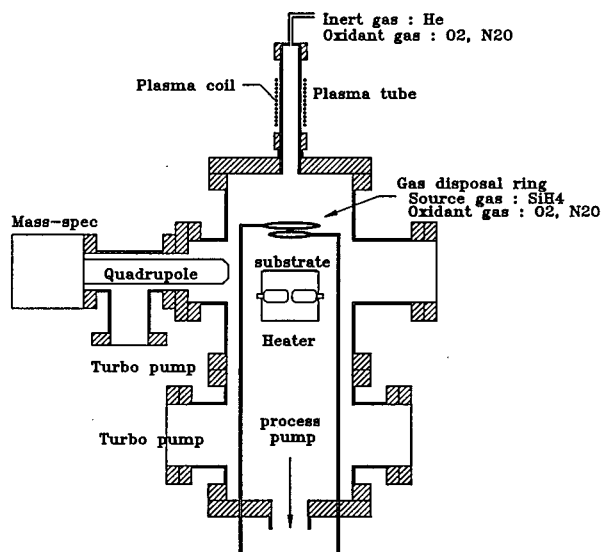 Inert gas : He
Oxidant gas : O2, N2O
Plasma coil
Plasma tube
Gas disposal ring
Source gas : SiH4
Oxidant gas : O2, N2O
Mass-spec
Quadrupole
substrate
Heater
Turbo pump
Turbo pump
process
pump